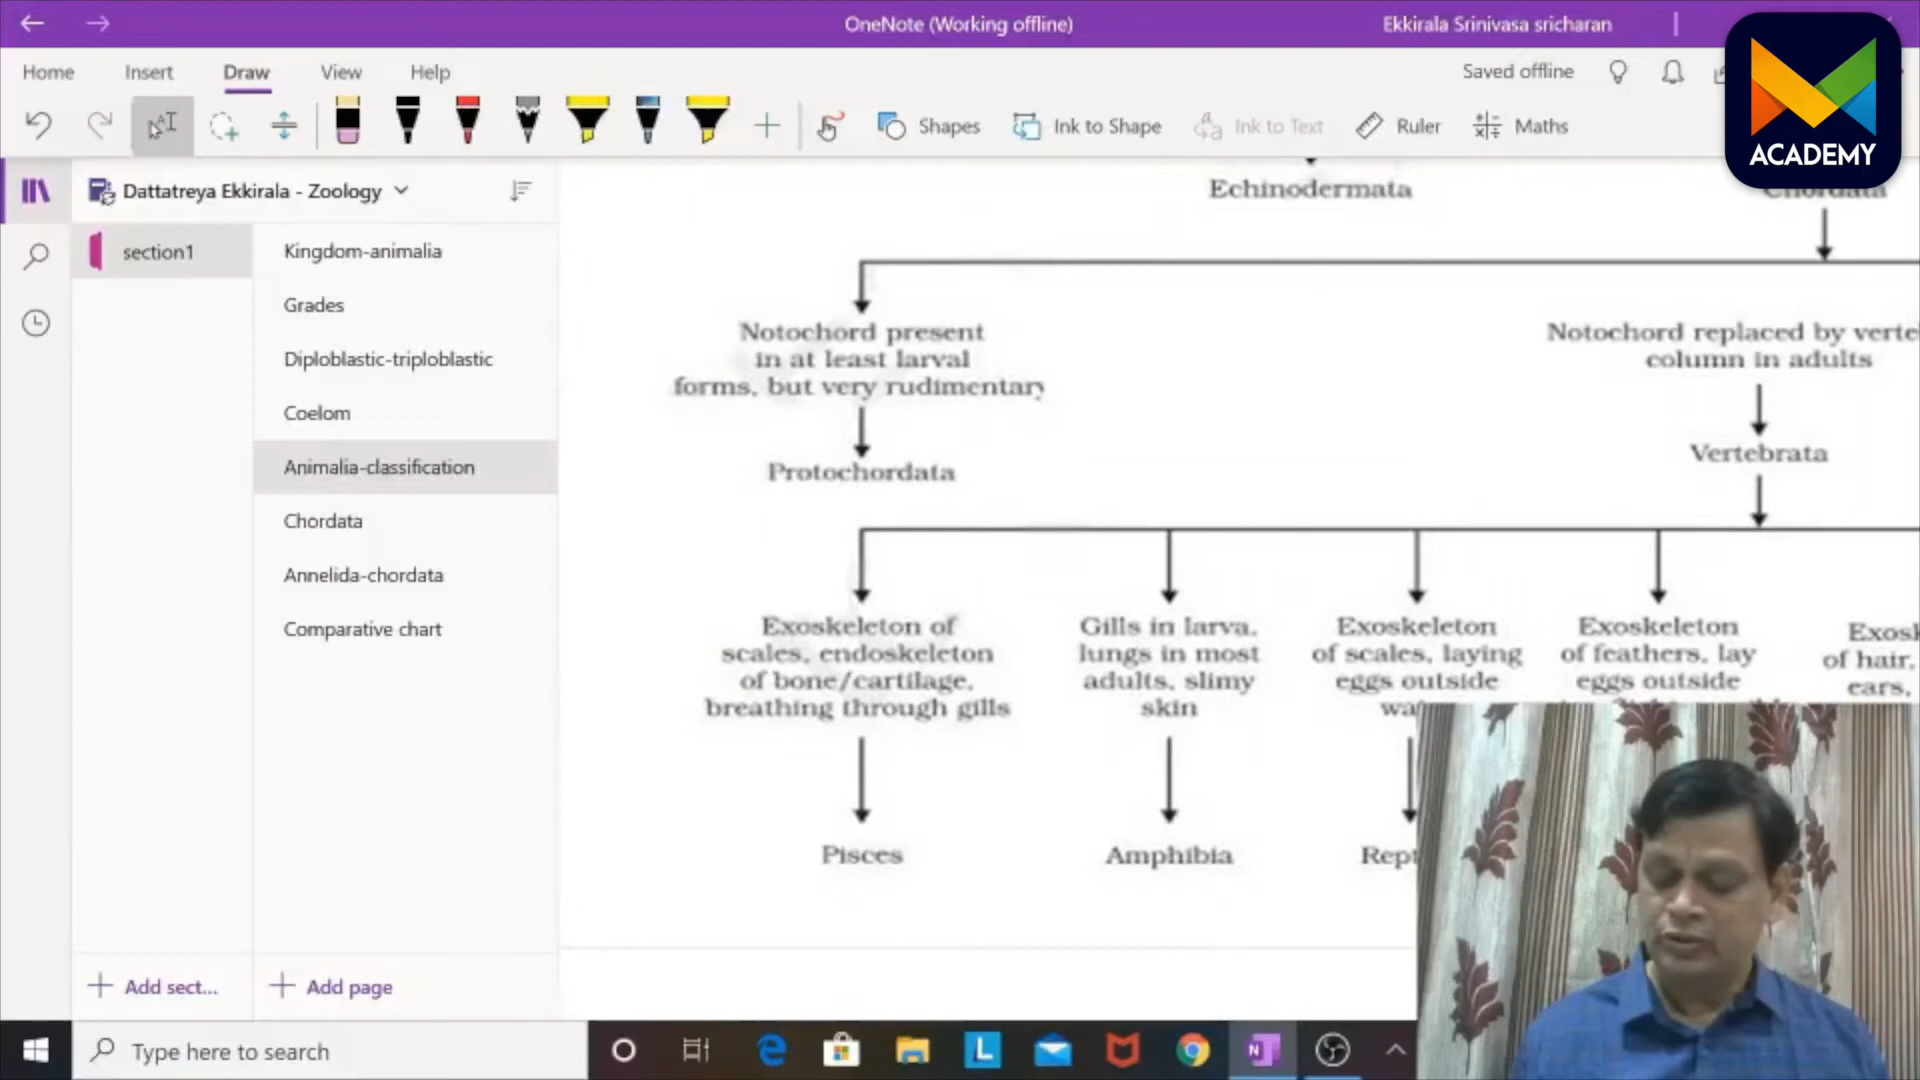 OneNote (Working offline)
Ekkirala Srinivasa sricharan
Home Insert Draw View Help
Saved offline
ACADEMY
Shapes Ink to Shape Ink to Text Ruler Maths
Dattatreya Ekkirala - Zoology
section1
Kingdom-animalia
Grades
Diploblastic-triploblastic
Coelom
Animalia-classification
Chordata
Annelida-chordata
Comparative chart
Add sect...
Add page
Echinodermata
Chordata
Notochord present
in at least larval
forms, but very rudimentary
Protochordata
Notochord replaced by verte
column in adults
Vertebrata
Exoskeleton of
scales, endoskeleton
of bone/cartilage,
breathing through gills
Pisces
Gills in larva,
lungs in most
adults, slimy
skin
Amphibia
Exoskeleton
of scales, laying
eggs outside
wa
Rept
Exoskeleton
of feathers, lay
eggs outside
Exosk
of hair,
ears,
Type here to search